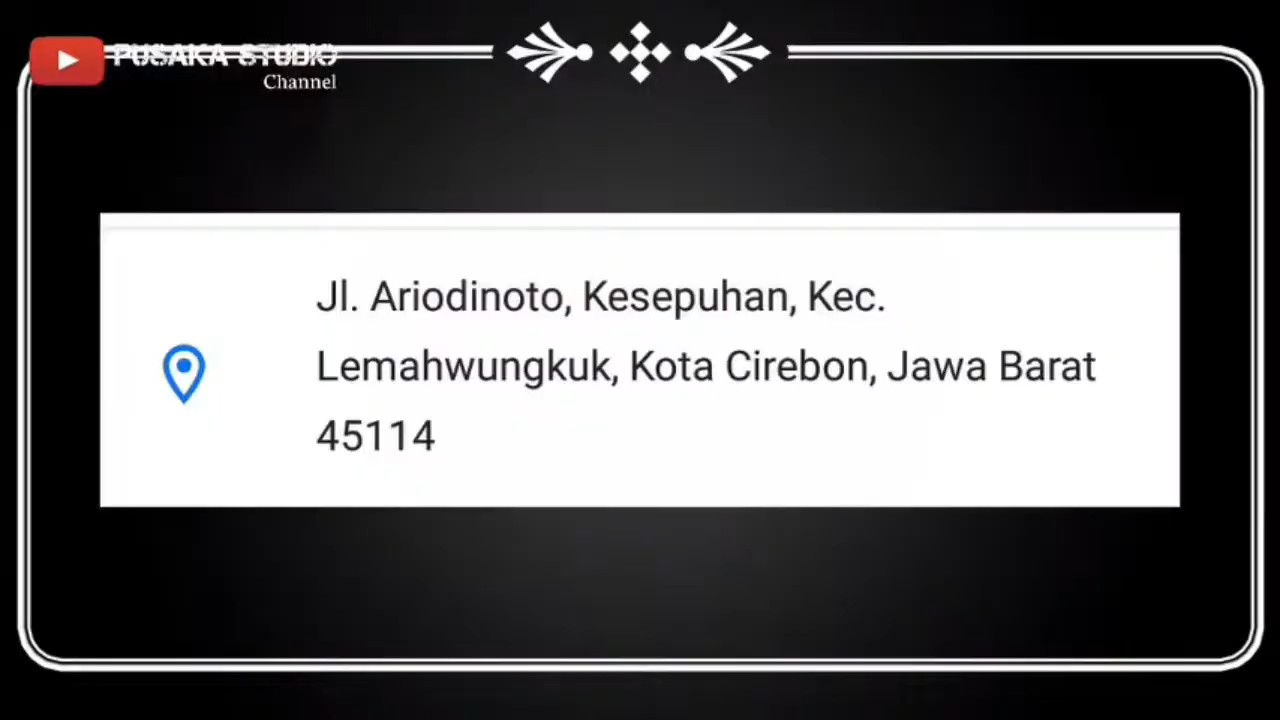 PUSAKA STUDIO
Channel
Jl. Ariodinoto, Kesepuhan, Kec.
Lemahwungkuk, Kota Cirebon, Jawa Barat
45114